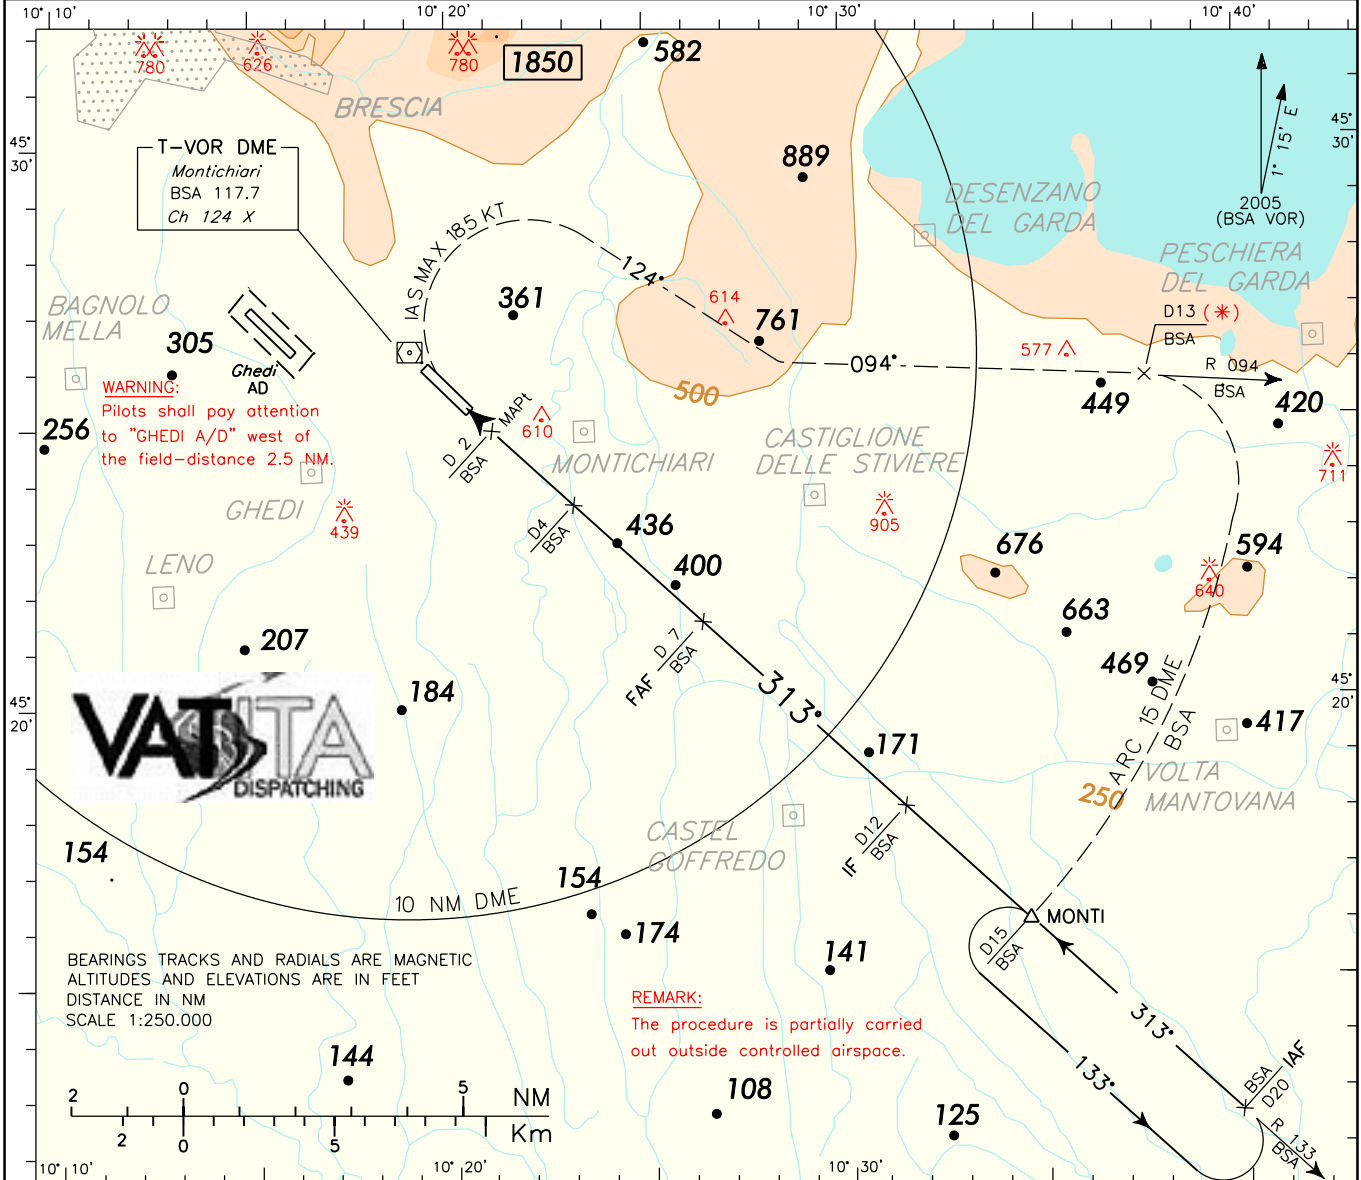 10° 10'
10° 20'
10° 30'
10° 40'
780
626
780
1850
582
BRESCIA
45°
30'
45°
30'
T-VOR DME
Montichiari
BSA 117.7
Ch 124 X
889
1° 15' E
2005
(BSA VOR)
DESENZANO
DEL GARDA
PESCHIERA
DEL GARDA
IAS MAX 185 KT
124°
BAGNOLO
MELLA
305
Ghedi
AD
361
614
761
D13 (*)
BSA
577
094°
R 094
BSA
WARNING:
Pilots shall pay attention
to "GHEDI A/D" west of
the field-distance 2.5 NM.
500
449
420
256
MAPt
610
D 2
BSA
MONTICHIARI
CASTIGLIONE
DELLE STIVIERE
711
GHEDI
439
D4
BSA
436
905
LENO
400
676
594
640
207
663
FAF
D 7
BSA
469
313°
184
45°
20'
45°
20'
VATITA
DISPATCHING
171
417
ARC 15 DME
BSA
VOLTA
MANTOVANA
250
154
CASTEL
GOFFREDO
IF
D12
BSA
154
10 NM DME
174
MONTI
D15
BSA
141
BEARINGS TRACKS AND RADIALS ARE MAGNETIC
ALTITUDES AND ELEVATIONS ARE IN FEET
DISTANCE IN NM
SCALE 1:250.000
REMARK:
The procedure is partially carried
out outside controlled airspace.
313°
133°
144
108
125
BSA
D20
IAF
R 133
BSA
2 0 5 NM
2 0 5 Km
10° 10'
10° 20'
10° 30'